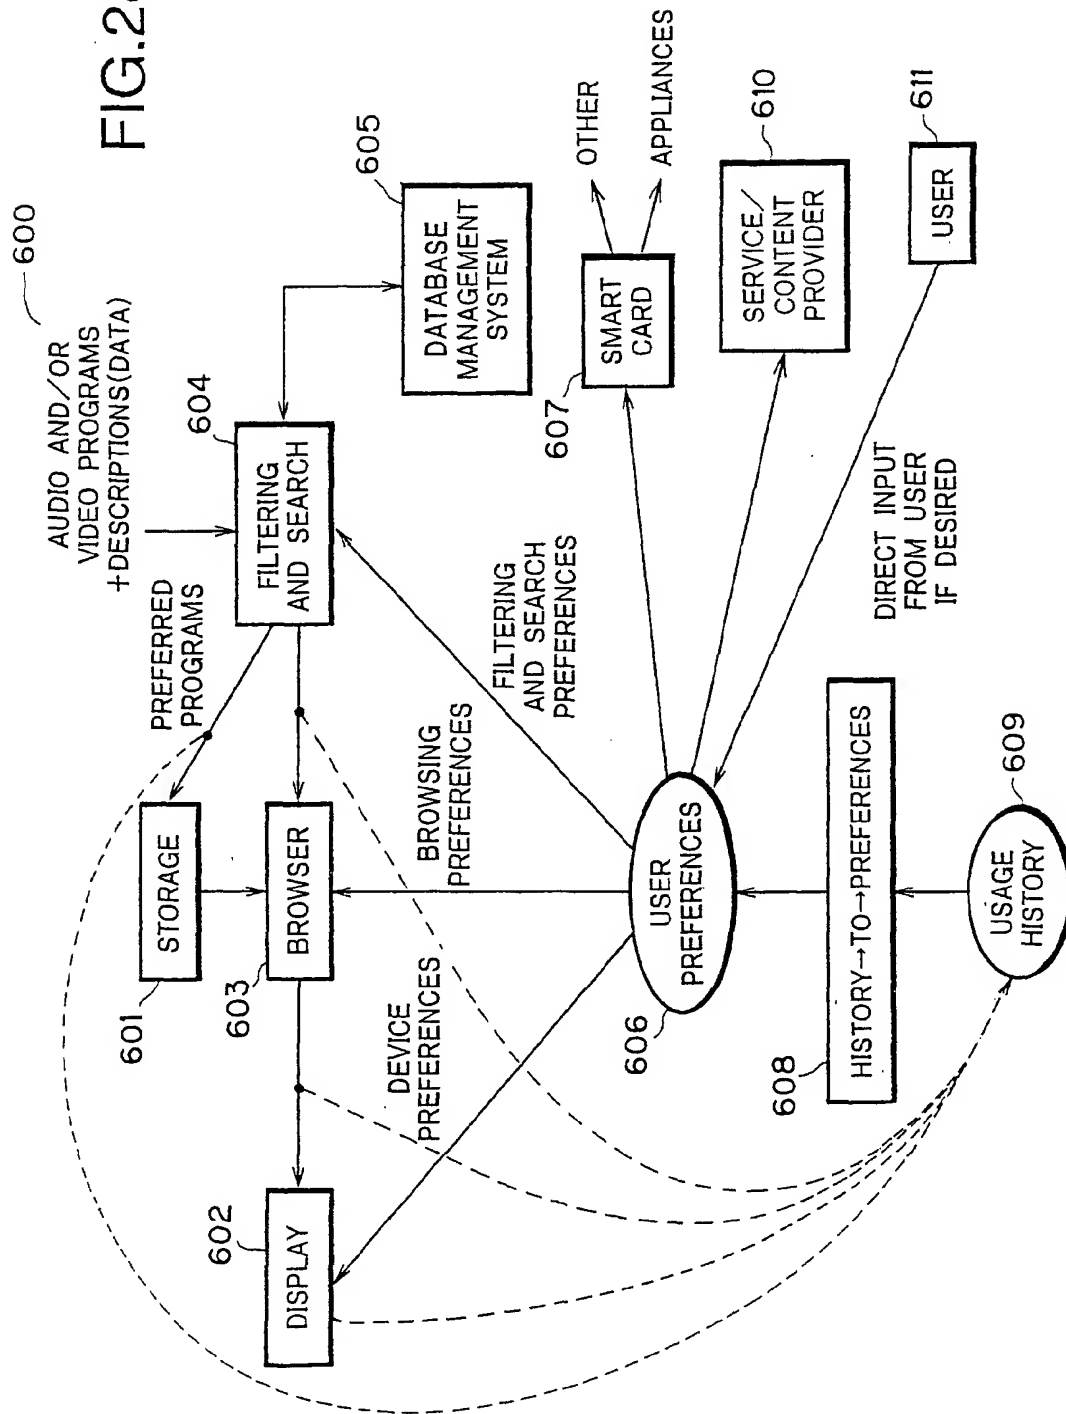 FIG.2
600
AUDIO AND/OR
VIDEO PROGRAMS
+DESCRIPTIONS(DATA)
604
FILTERING
AND SEARCH
605
DATABASE
MANAGEMENT
SYSTEM
PREFERRED
PROGRAMS
601
STORAGE
603
BROWSER
602
DISPLAY
DEVICE
PREFERENCES
BROWSING
PREFERENCES
FILTERING
AND SEARCH
PREFERENCES
607
SMART
CARD
OTHER
APPLIANCES
610
SERVICE/
CONTENT
PROVIDER
611
USER
DIRECT INPUT
FROM USER
IF DESIRED
606
USER
PREFERENCES
608
HISTORY→TO→PREFERENCES
609
USAGE
HISTORY